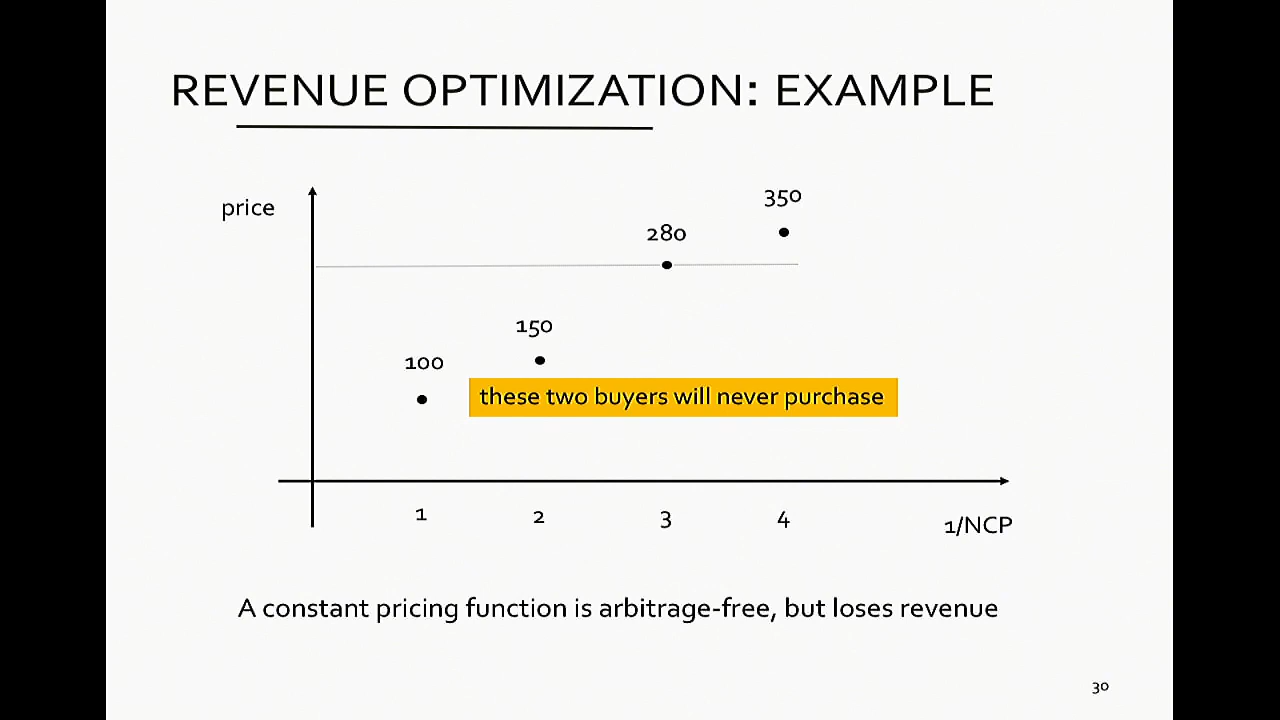 REVENUE OPTIMIZATION: EXAMPLE
price
350
280
150
100
these two buyers will never purchase
1 2 3 4
1/NCP
A constant pricing function is arbitrage-free, but loses revenue
30